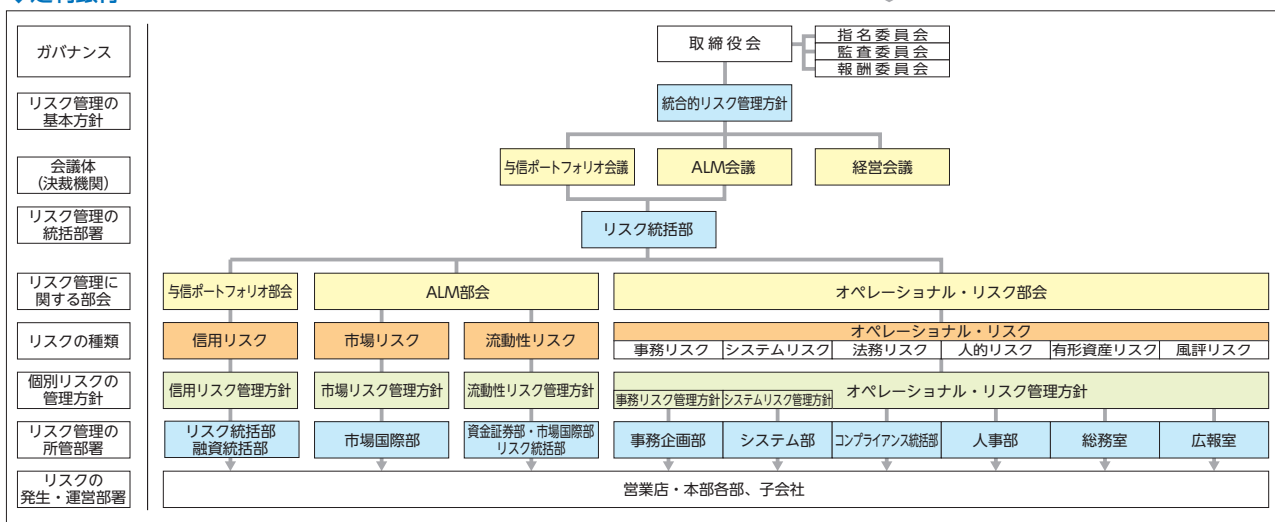 ガバナンス
取締役会
指名委員会
監査委員会
報酬委員会
リスク管理の
基本方針
統合的リスク管理方針
会議体
(決裁機関)
与信ポートフォリオ会議
ALM会議
経営会議
リスク管理の
統括部署
リスク統括部
リスク管理に
関する部会
与信ポートフォリオ部会
ALM部会
オペレーショナル・リスク部会
リスクの種類
信用リスク
市場リスク
流動性リスク
オペレーショナル・リスク
事務リスク
システムリスク
法務リスク
人的リスク
有形資産リスク
風評リスク
個別リスクの
管理方針
信用リスク管理方針
市場リスク管理方針
流動性リスク管理方針
オペレーショナル・リスク管理方針
事務リスク管理方針
システムリスク管理方針
リスク管理の
所管部署
リスク統括部
融資統括部
市場国際部
資金証券部・市場国際部
リスク統括部
事務企画部
システム部
コンプライアンス統括部
人事部
総務室
広報室
リスクの
発生・運営部署
営業店・本部各部、子会社